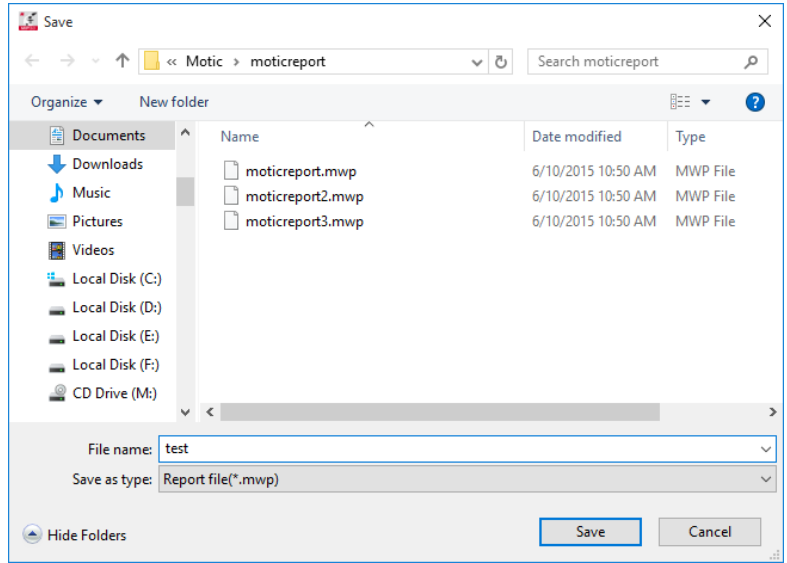 Save
« Motic > moticreport
Search moticreport
Organize
New folder
Name
Date modified
Type
Documents
Downloads
Music
Pictures
Videos
Local Disk (C:)
Local Disk (D:)
Local Disk (E:)
Local Disk (F:)
CD Drive (M:)
moticreport.mwp 6/10/2015 10:50 AM MWP File
moticreport2.mwp 6/10/2015 10:50 AM MWP File
moticreport3.mwp 6/10/2015 10:50 AM MWP File
File name: test
Save as type: Report file(*.mwp)
Hide Folders
Save
Cancel